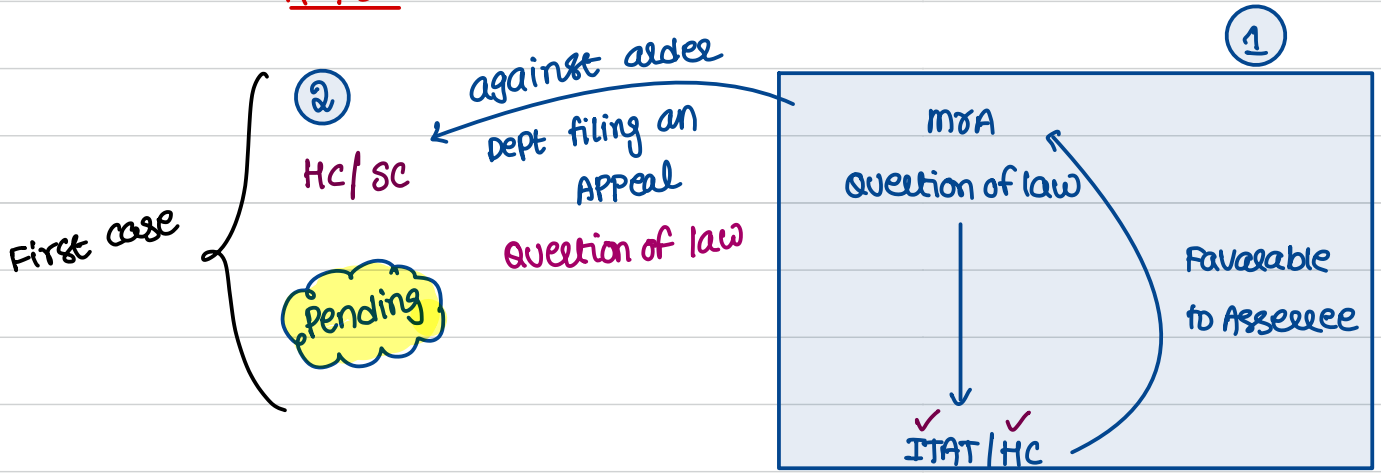 1
2
against order
Dept filing an
APPeal
Question of law
HC/SC
First case
Pending
MrA
Question of law
Favorable
to Assessee
ITAT/HC